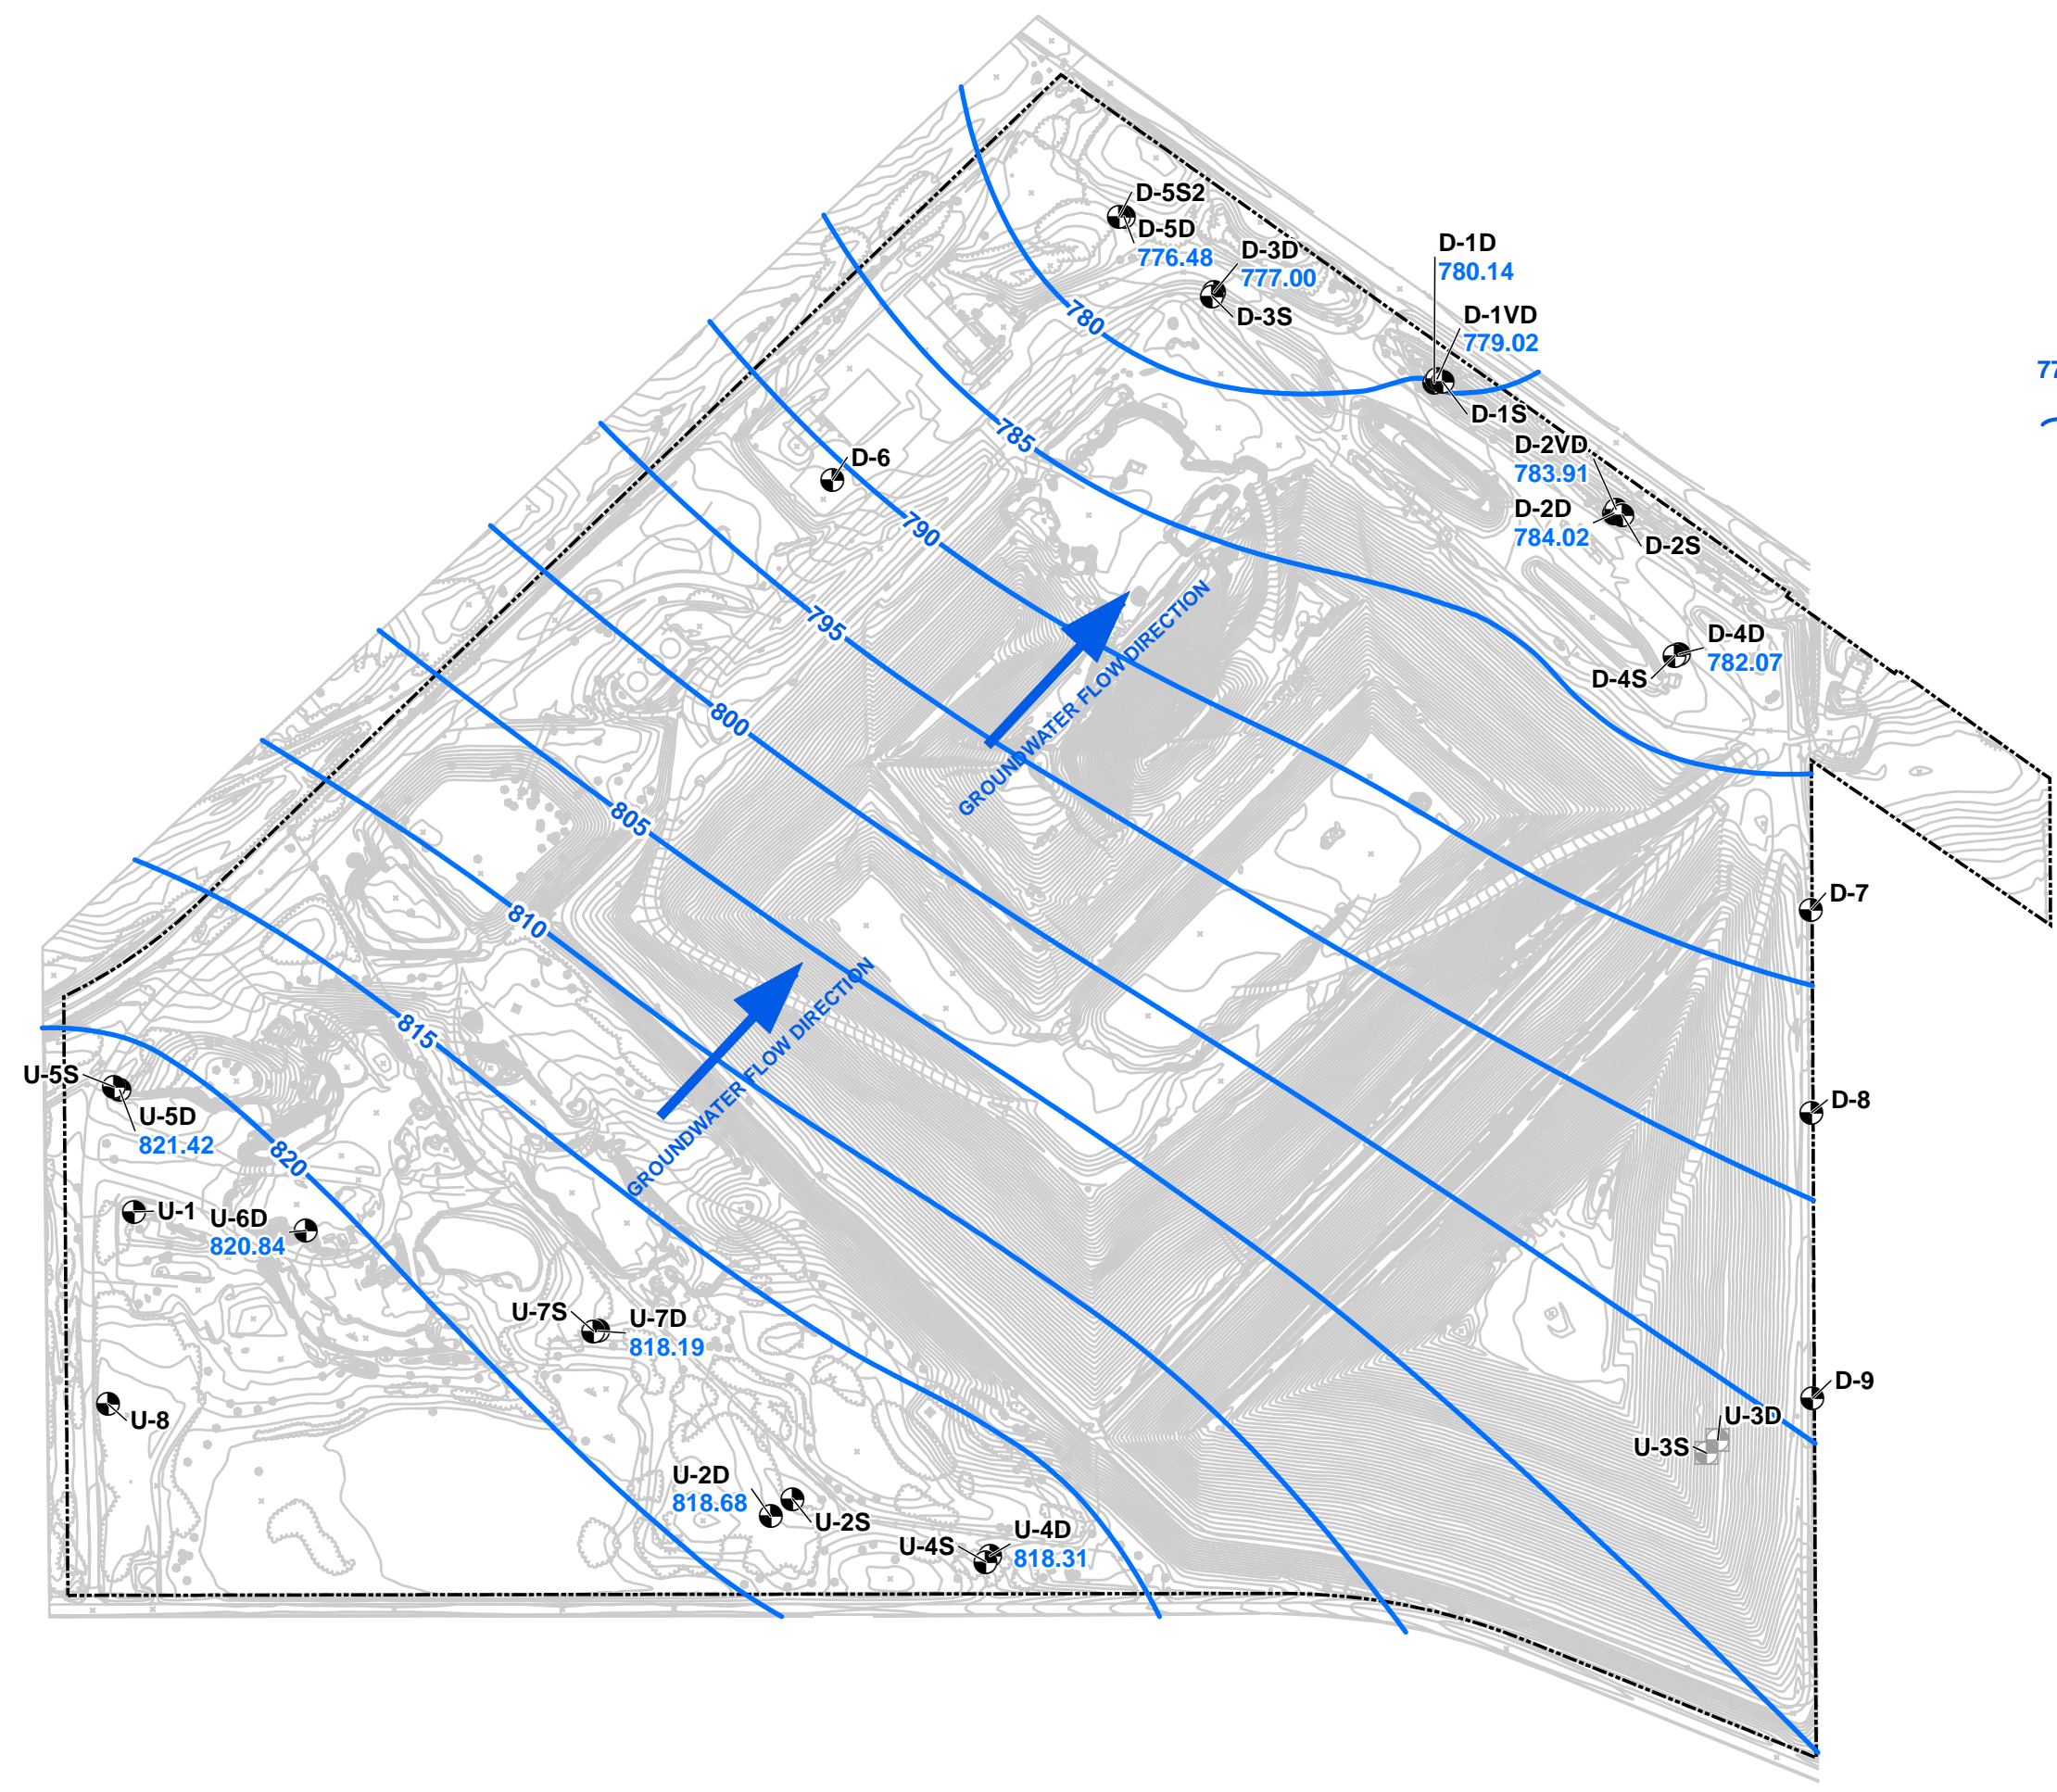 D-5S2
D-5D
776.48
D-3D
777.00
D-3S
D-1D
780.14
D-1VD
779.02
D-1S
780
785
D-2VD
783.91
D-2D
784.02
D-2S
D-6
790
795
D-4D
782.07
D-4S
GROUNDWATER FLOW DIRECTION
800
805
810
D-7
D-8
815
GROUNDWATER FLOW DIRECTION
U-5S
U-5D
821.42
820
U-1
U-6D
820.84
U-7S
U-7D
818.19
U-8
D-9
U-3D
U-3S
U-2D
818.68
U-2S
U-4S
U-4D
818.31